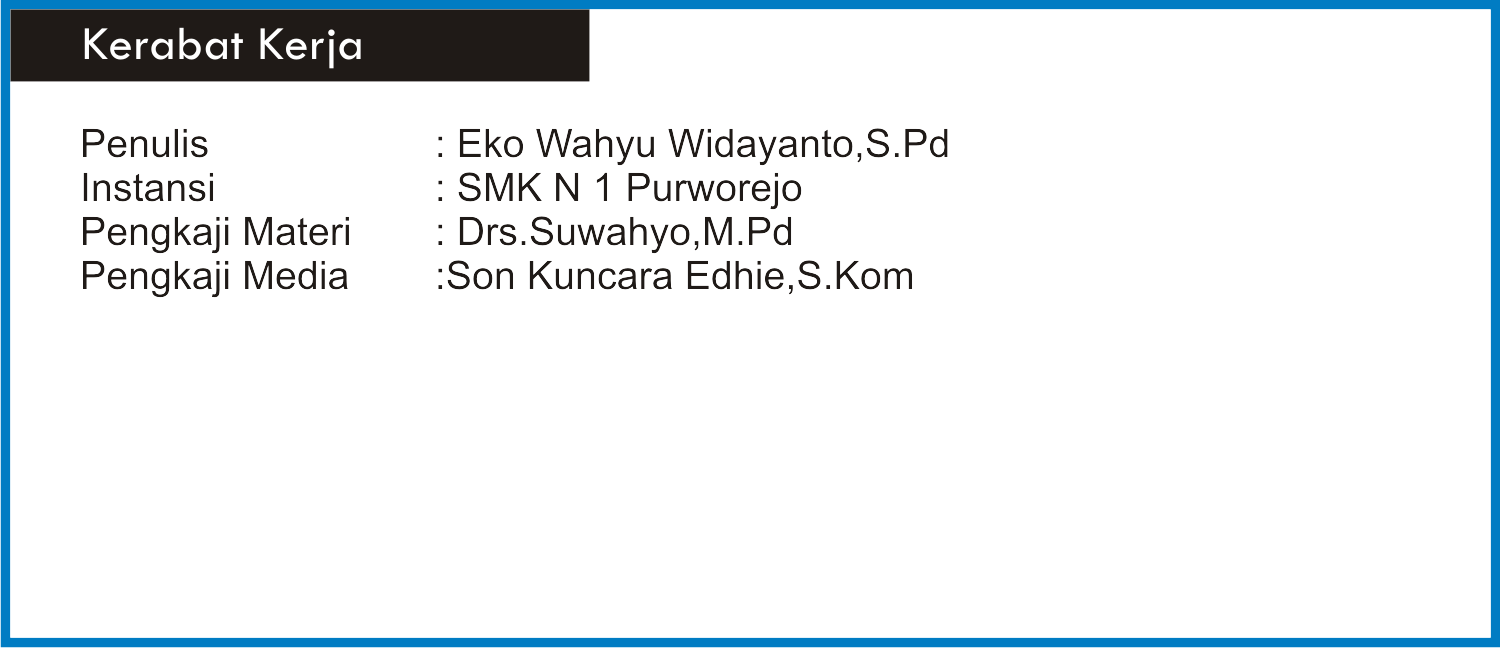 Kerabat Kerja
Penulis : Eko Wahyu Widayanto,S.Pd
Instansi : SMK N 1 Purworejo
Pengkaji Materi : Drs.Suwahyo,M.Pd
Pengkaji Media :Son Kuncara Edhie,S.Kom